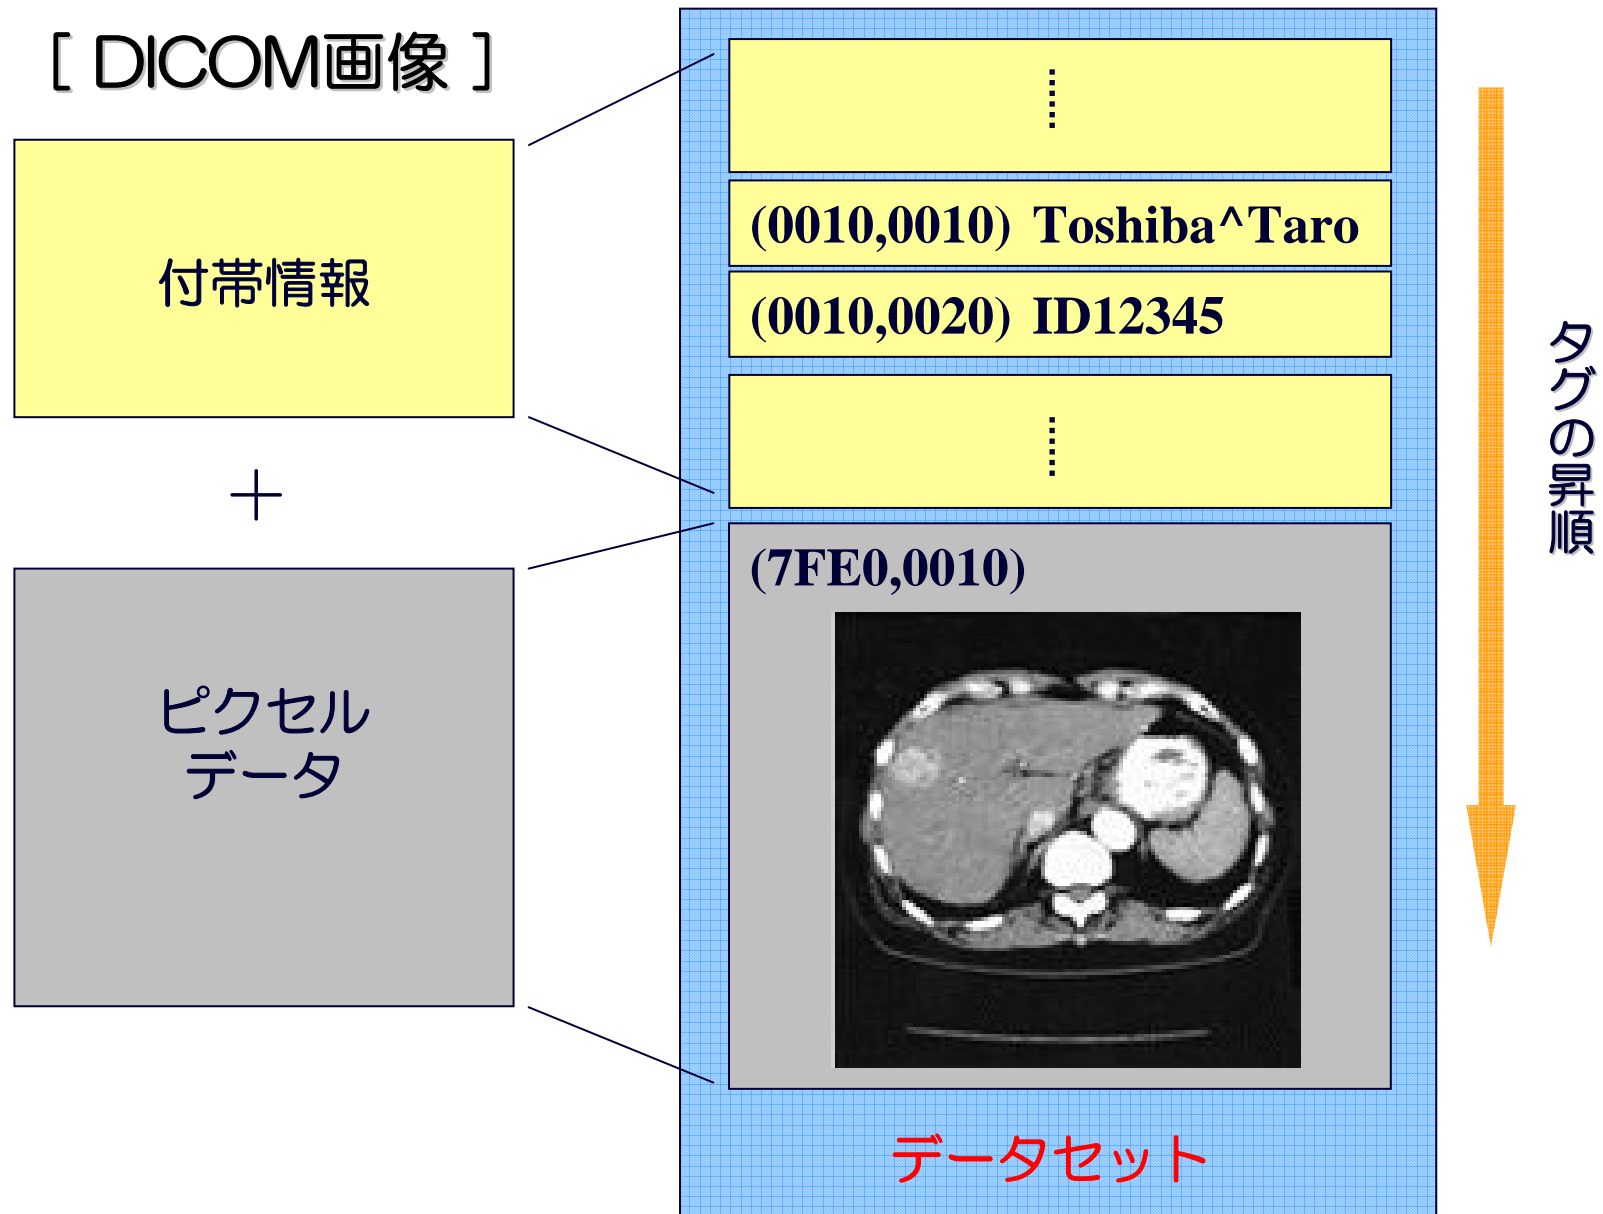 [ DICOM画像 ]
付帯情報
＋
ピクセル
データ
(0010,0010) Toshiba^Taro
(0010,0020) ID12345
(7FE0,0010)
データセット
タグの昇順